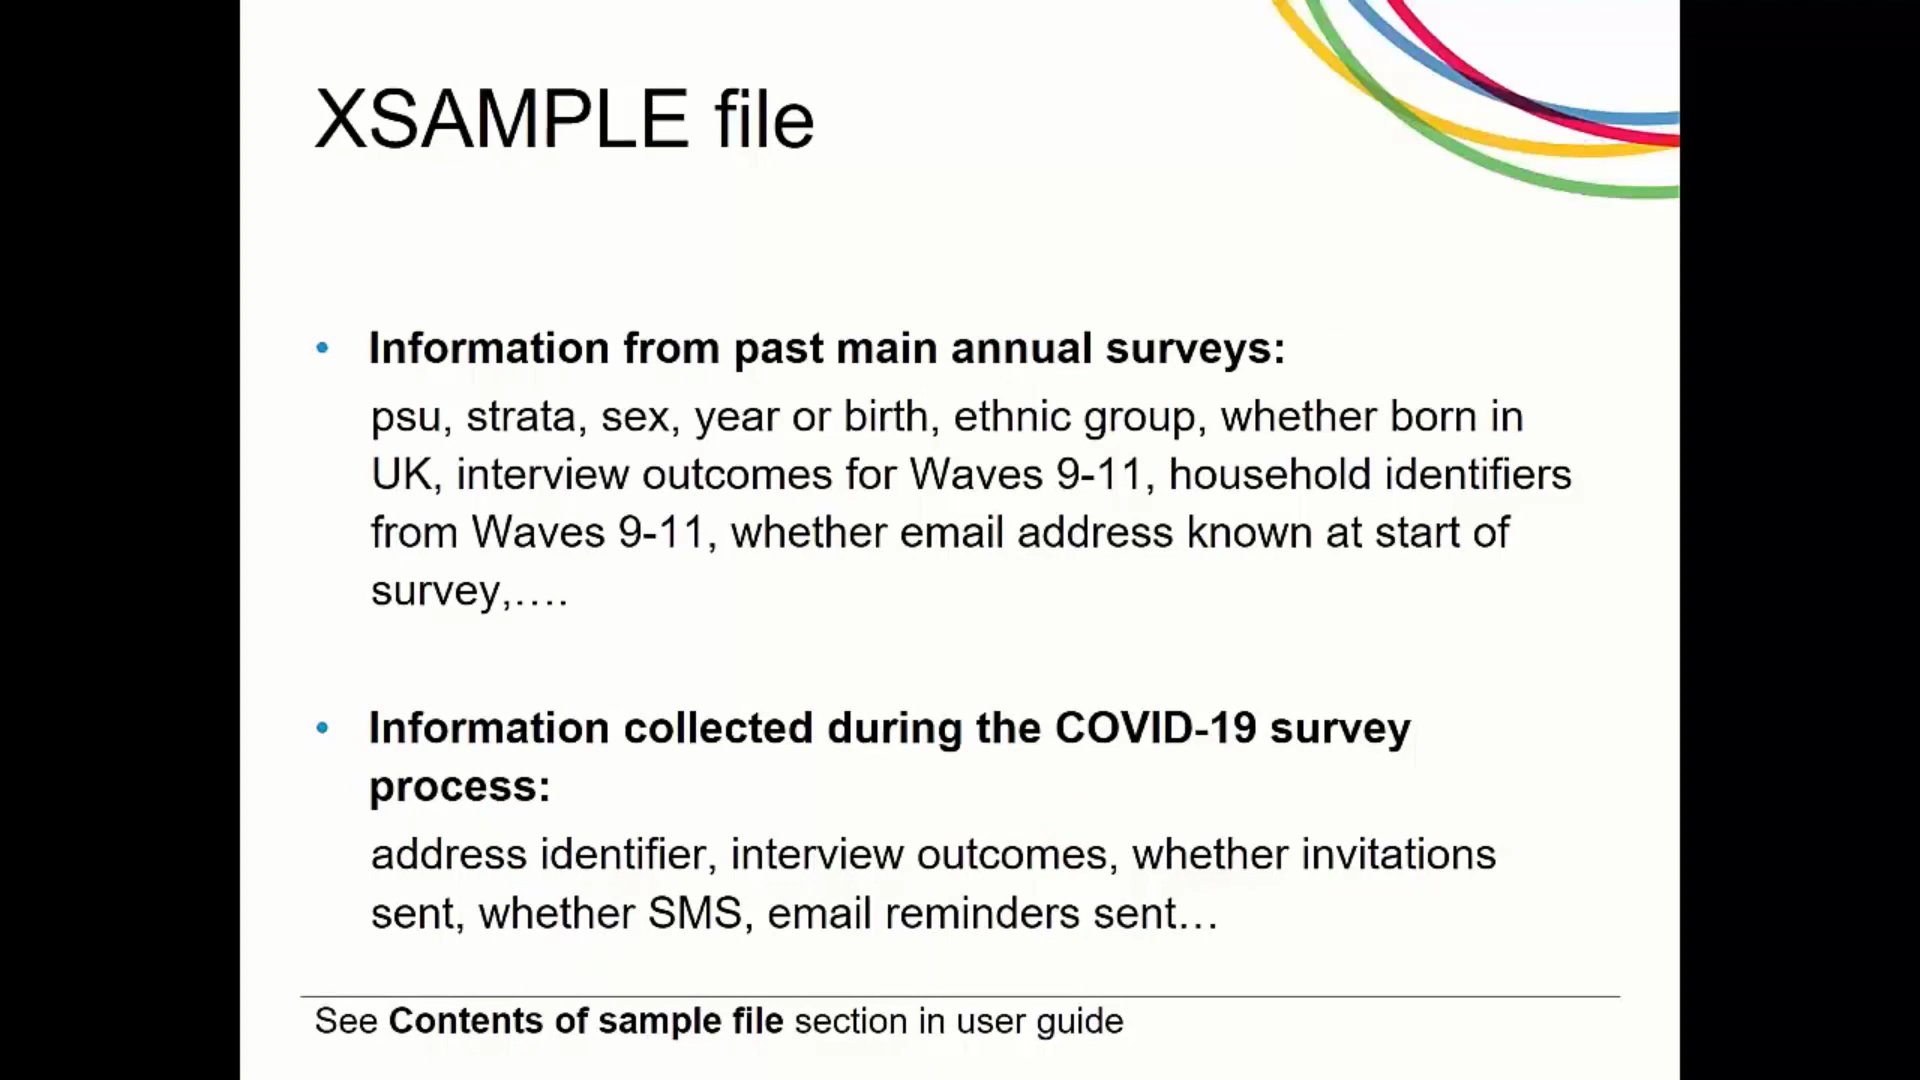 XSAMPLE file
• Information from past main annual surveys:
psu, strata, sex, year or birth, ethnic group, whether born in
UK, interview outcomes for Waves 9-11, household identifiers
from Waves 9-11, whether email address known at start of
survey,….
• Information collected during the COVID-19 survey
process:
address identifier, interview outcomes, whether invitations
sent, whether SMS, email reminders sent…
See Contents of sample file section in user guide